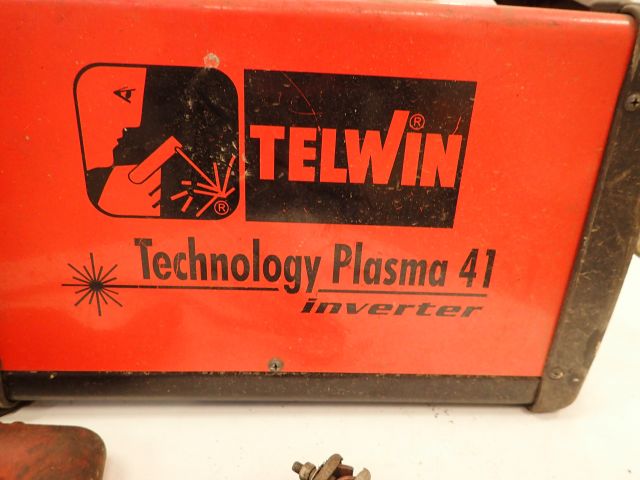 TELWIN®
®
Technology Plasma 41
inverter